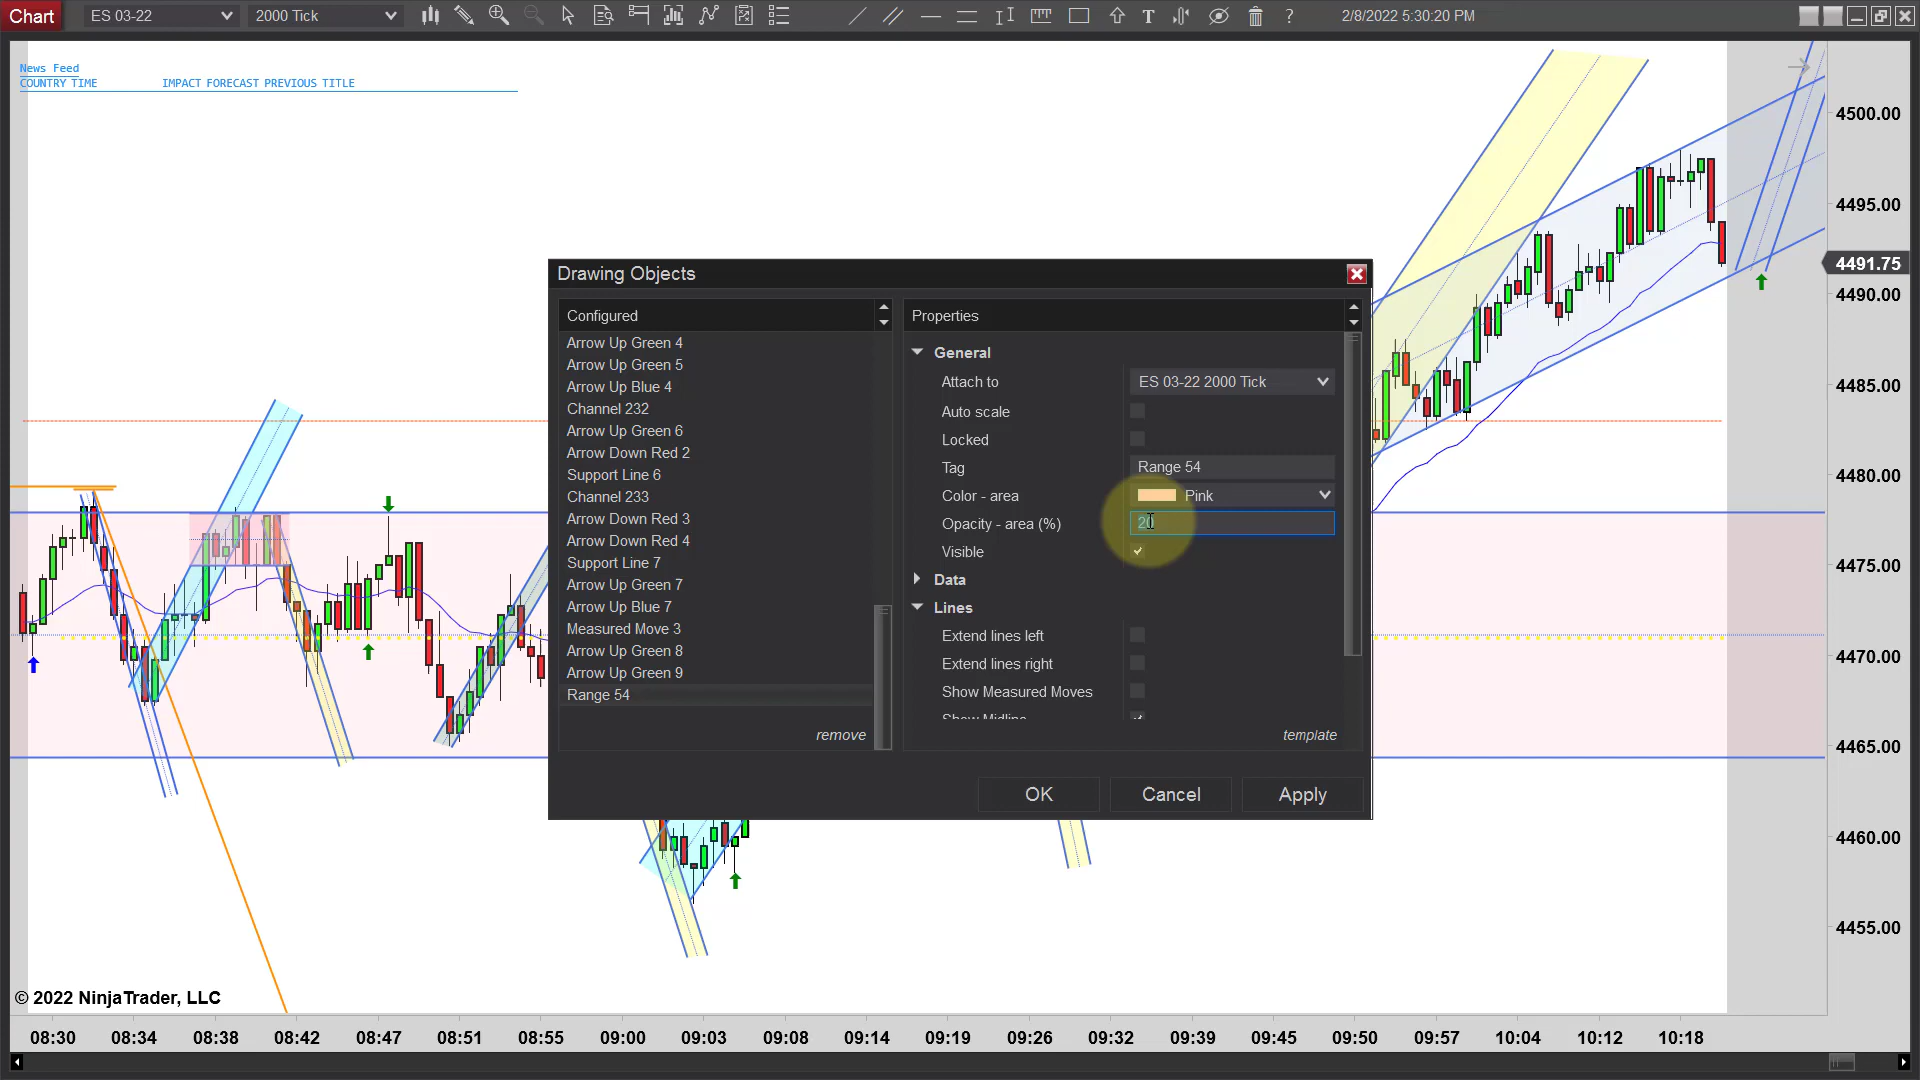 Chart ES 03-22 2000 Tick T ? 2/8/2022 5:30:20 PM
News Feed
COUNTRY TIME IMPACT FORECAST PREVIOUS TITLE
4500.00
4495.00
4491.75
4490.00
4485.00
4480.00
4475.00
4470.00
4465.00
4460.00
4455.00
Drawing Objects
Configured
Arrow Up Green 4
Arrow Up Green 5
Arrow Up Blue 4
Channel 232
Arrow Up Green 6
Arrow Down Red 2
Support Line 6
Channel 233
Arrow Down Red 3
Arrow Down Red 4
Support Line 7
Arrow Up Green 7
Arrow Up Blue 7
Measured Move 3
Arrow Up Green 8
Arrow Up Green 9
Range 54
remove
Properties
General
Attach to ES 03-22 2000 Tick
Auto scale
Locked
Tag Range 54
Color - area Pink
Opacity - area (%) 20
Visible
Data
Lines
Extend lines left
Extend lines right
Show Measured Moves
Show Midline
template
OK Cancel Apply
© 2022 NinjaTrader, LLC
08:30 08:34 08:38 08:42 08:47 08:51 08:55 09:00 09:03 09:08 09:14 09:19 09:26 09:32 09:39 09:45 09:50 09:57 10:04 10:12 10:18